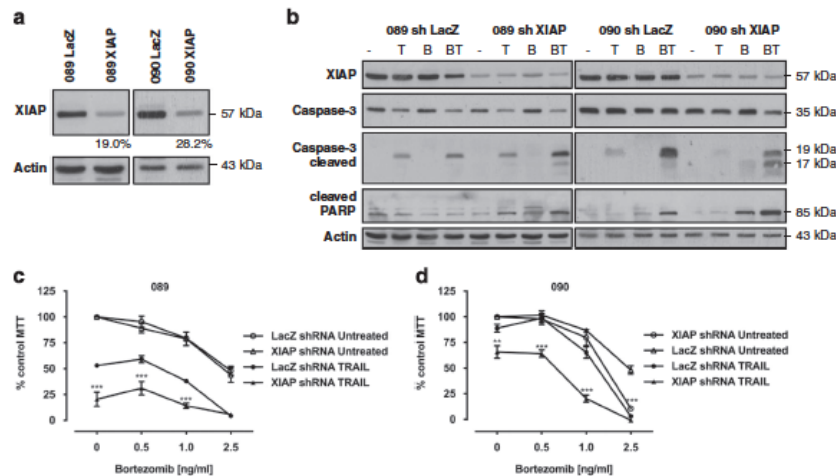 a
089 LacZ
089 XIAP
090 LacZ
090 XIAP
XIAP
57 kDa
19.0% 28.2%
Actin
43 kDa
b
089 sh LacZ 089 sh XIAP 090 sh LacZ 090 sh XIAP
- T B BT - T B BT - T B BT - T B BT
XIAP 57 kDa
Caspase-3 35 kDa
Caspase-3
cleaved
19 kDa
17 kDa
cleaved
PARP
85 kDa
Actin 43 kDa
c
089
% control MTT
125
100
75
50
25
0
***
***
***
0 0.5 1.0 2.5
Bortezomib [ng/ml]
LacZ shRNA Untreated
XIAP shRNA Untreated
LacZ shRNA TRAIL
XIAP shRNA TRAIL
d
090
% control MTT
125
100
75
50
25
0
**
***
***
***
0 0.5 1.0 2.5
Bortezomib [ng/ml]
XIAP shRNA Untreated
LacZ shRNA Untreated
LacZ shRNA TRAIL
XIAP shRNA TRAIL